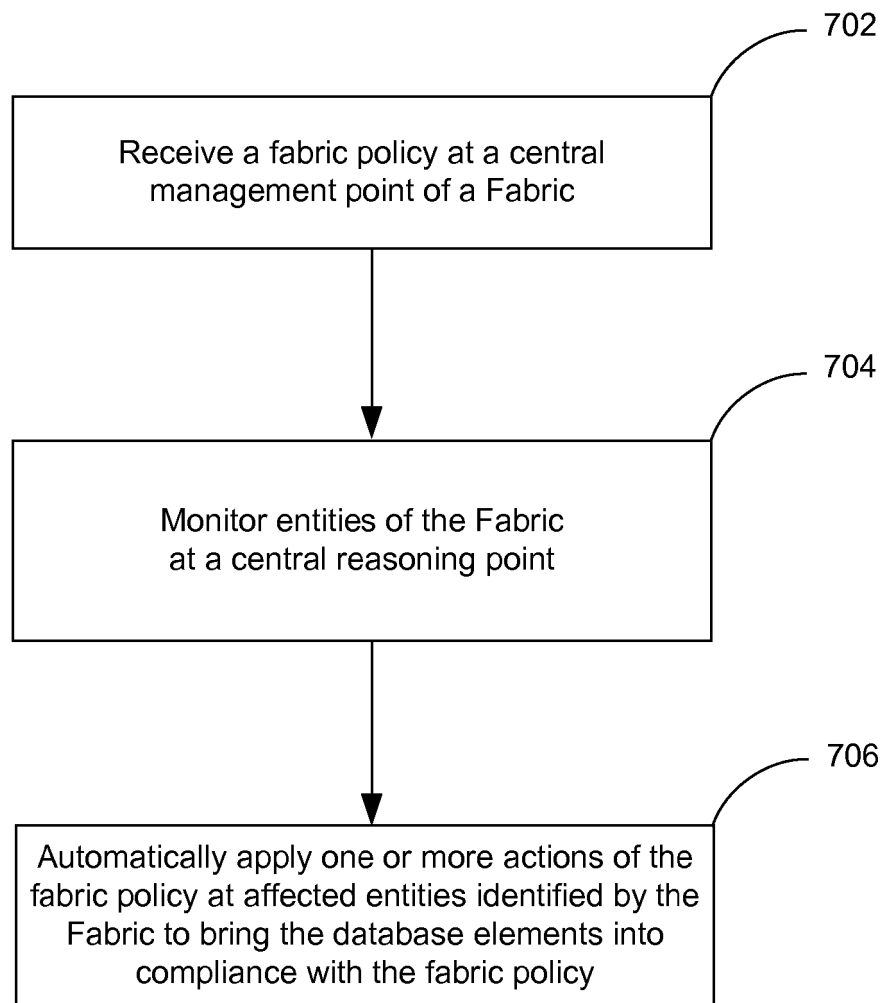 702
Receive a fabric policy at a central
management point of a Fabric
704
Monitor entities of the Fabric
at a central reasoning point
706
Automatically apply one or more actions of the
fabric policy at affected entities identified by the
Fabric to bring the database elements into
compliance with the fabric policy